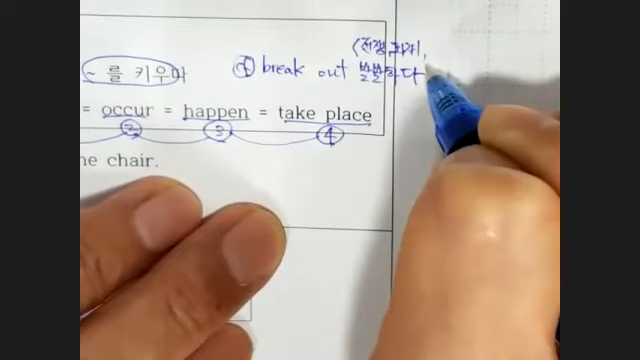 (전쟁, 화재,
~ 를 키우다 ⊕ break out 발발하다
= occur = happen = take place
② ③ ④
he chair.